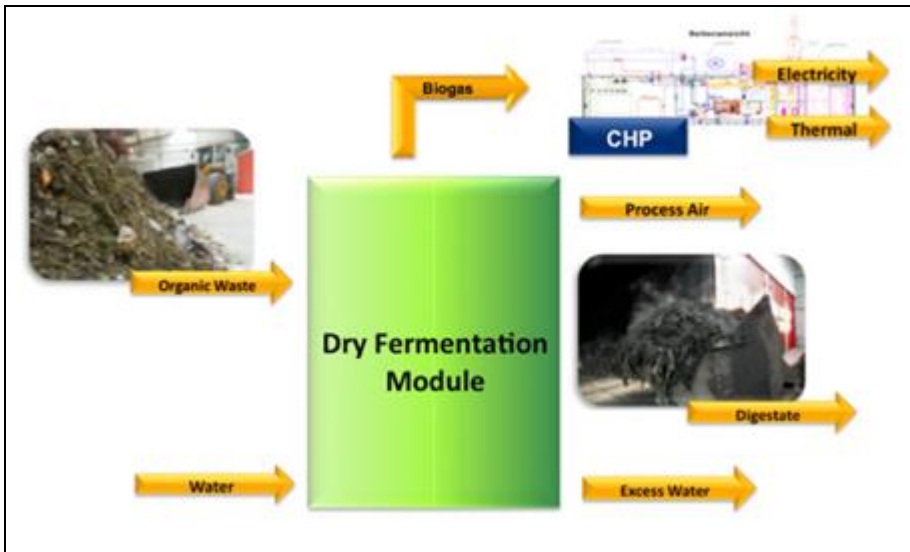 Biogas
Electricity
Thermal
CHP
Process Air
Organic Waste
Dry Fermentation
Module
Digestate
Water
Excess Water